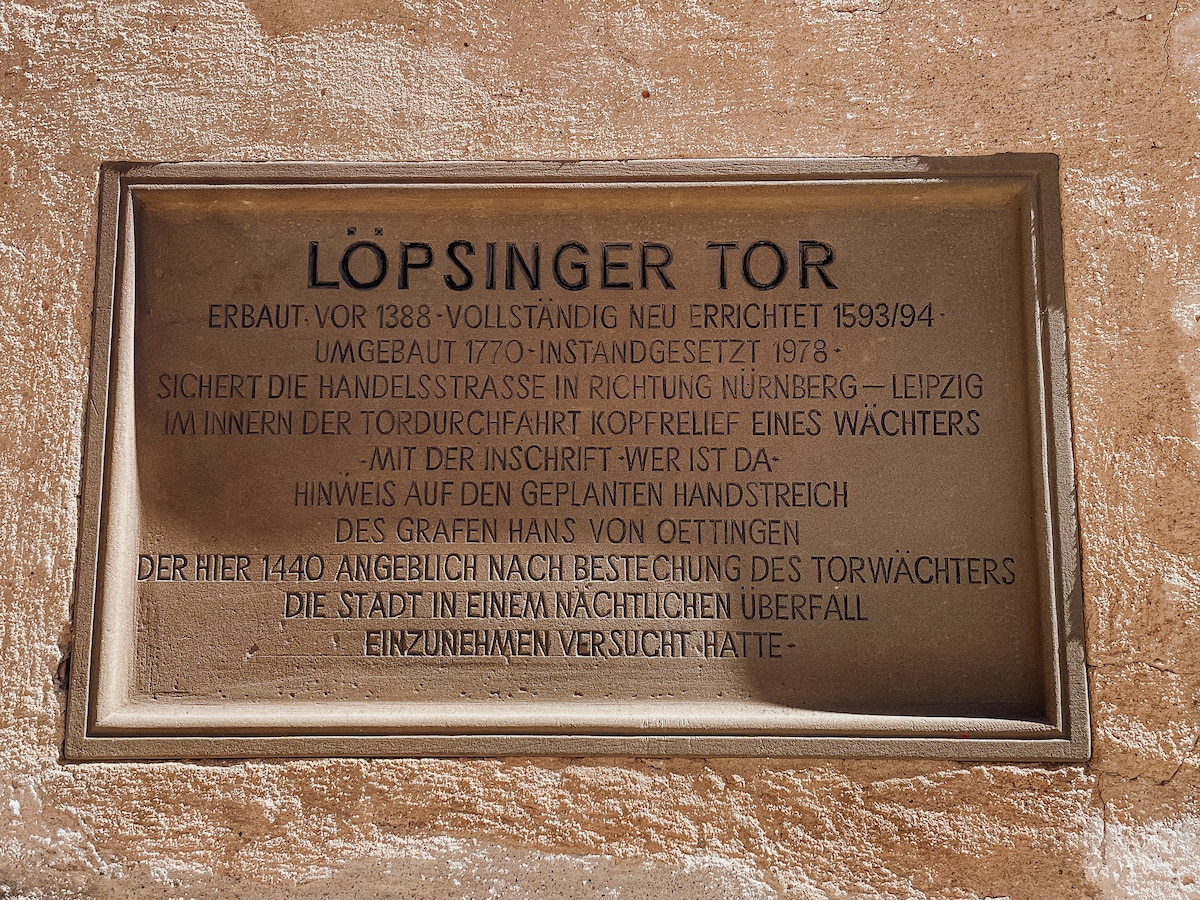 LÖPSINGER TOR
ERBAUT·VOR 1388·VOLLSTÄNDIG NEU ERRICHTET 1593/94·
UMGEBAUT 1770·INSTANDGESETZT 1978·
SICHERT DIE HANDELSSTRASSE IN RICHTUNG NÜRNBERG — LEIPZIG
IM INNERN DER TORDURCHFAHRT KOPFRELIEF EINES WÄCHTERS
·MIT DER INSCHRIFT·WER IST DA·
HINWEIS AUF DEN GEPLANTEN HANDSTREICH
DES GRAFEN HANS VON OETTINGEN
DER HIER 1440 ANGEBLICH NACH BESTECHUNG DES TORWÄCHTERS
DIE STADT IN EINEM NÄCHTLICHEN ÜBERFALL
EINZUNEHMEN VERSUCHT·HATTE·